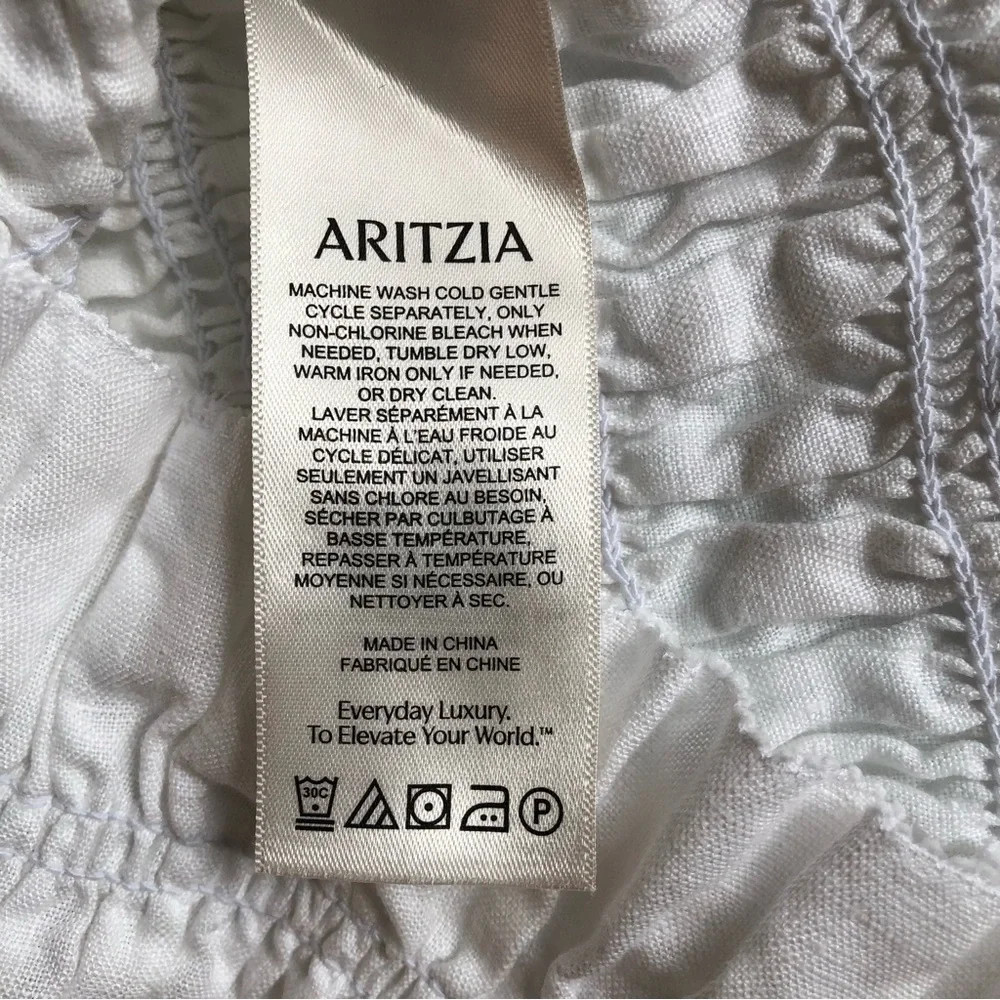 ARITZIA
MACHINE WASH COLD GENTLE
CYCLE SEPARATELY, ONLY
NON-CHLORINE BLEACH WHEN
NEEDED, TUMBLE DRY LOW,
WARM IRON ONLY IF NEEDED,
OR DRY CLEAN.
LAVER SÉPARÉMENT À LA
MACHINE À L'EAU FROIDE AU
CYCLE DÉLICAT, UTILISER
SEULEMENT UN JAVELLISANT
SANS CHLORE AU BESOIN,
SÉCHER PAR CULBUTAGE À
BASSE TEMPÉRATURE,
REPASSER À TEMPÉRATURE
MOYENNE SI NÉCESSAIRE, OU
NETTOYER À SEC.
MADE IN CHINA
FABRIQUÉ EN CHINE
Everyday Luxury.
To Elevate Your World.™
30C P